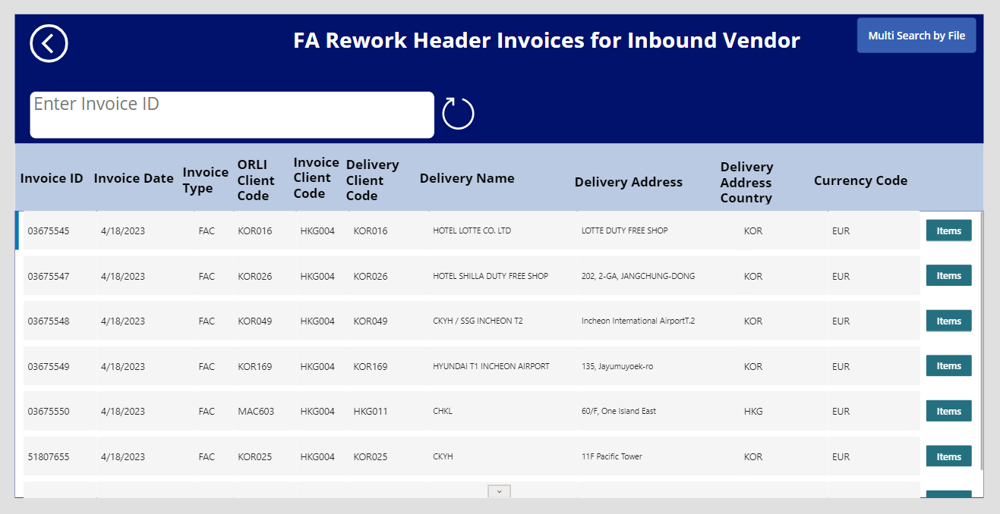 FA Rework Header Invoices for Inbound Vendor
Multi Search by File
Enter Invoice ID
Invoice ID Invoice Date Invoice Type ORLI Client Code Invoice Client Code Delivery Client Code Delivery Name Delivery Address Delivery Address Country Currency Code
03675545 4/18/2023 FAC KOR016 HKG004 KOR016 HOTEL LOTTE CO. LTD LOTTE DUTY FREE SHOP KOR EUR Items
03675547 4/18/2023 FAC KOR026 HKG004 KOR026 HOTEL SHILLA DUTY FREE SHOP 202, 2-GA, JANGCHUNG-DONG KOR EUR Items
03675548 4/18/2023 FAC KOR049 HKG004 KOR049 CKYH / SSG INCHEON T2 Incheon International AirportT.2 KOR EUR Items
03675549 4/18/2023 FAC KOR169 HKG004 KOR169 HYUNDAI T1 INCHEON AIRPORT 135, Jayumuyoek-ro KOR EUR Items
03675550 4/18/2023 FAC MAC603 HKG004 HKG011 CHKL 60/F, One Island East HKG EUR Items
51807655 4/18/2023 FAC KOR025 HKG004 KOR025 CKYH 11F Pacific Tower KOR EUR Items